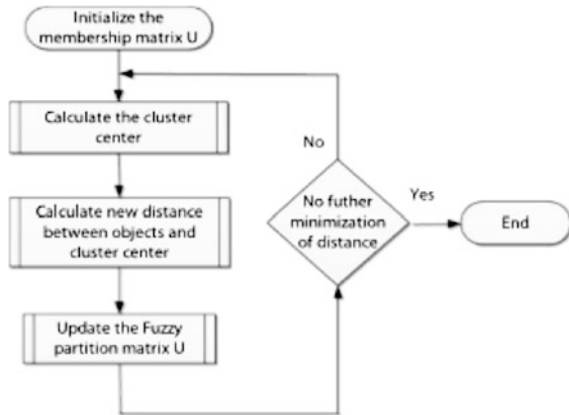 Initialize the
membership matrix U
Calculate the cluster
center
Calculate new distance
between objects and
cluster center
Update the Fuzzy
partition matrix U
No
No futher
minimization
of distance
Yes
End